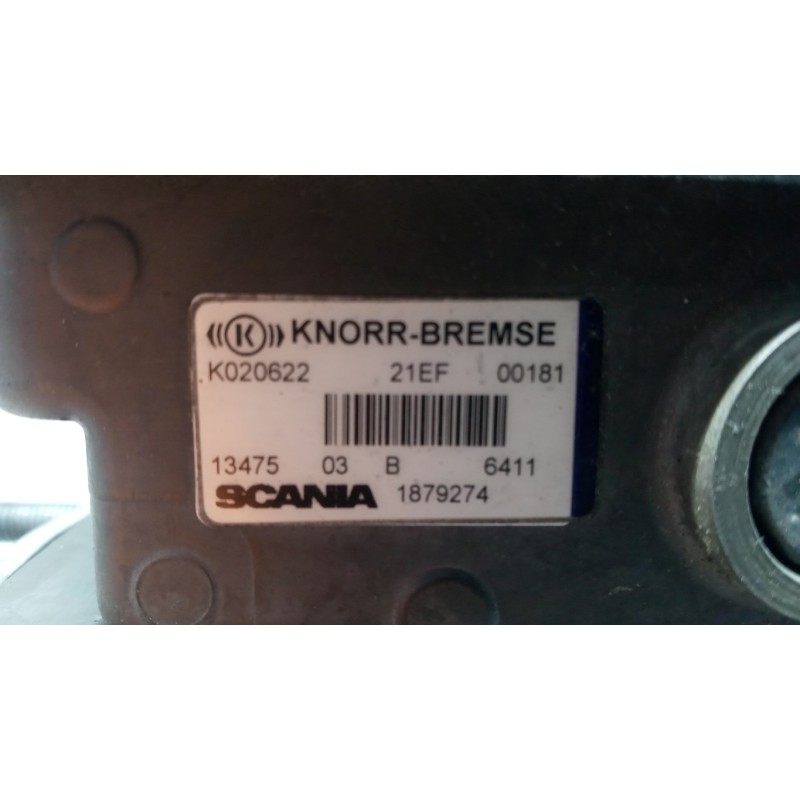 K KNORR-BREMSE
K020622 21EF 00181
13475 03 B 6411
SCANIA 1879274